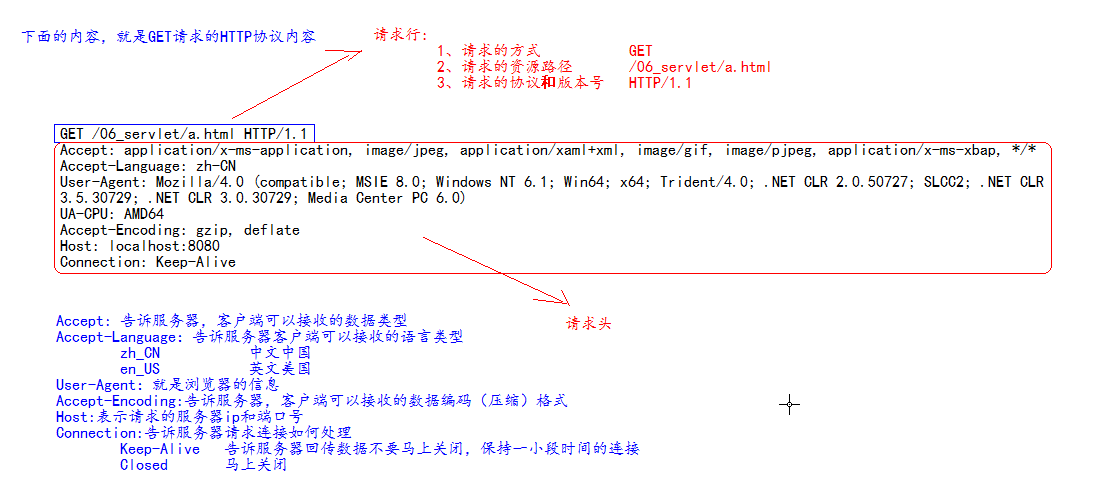 下面的内容，就是GET请求的HTTP协议内容
请求行：
1、请求的方式 GET
2、请求的资源路径 /06_servlet/a.html
3、请求的协议和版本号 HTTP/1.1
GET /06_servlet/a.html HTTP/1.1
Accept: application/x-ms-application, image/jpeg, application/xaml+xml, image/gif, image/pjpeg, application/x-ms-xbap, */*
Accept-Language: zh-CN
User-Agent: Mozilla/4.0 (compatible; MSIE 8.0; Windows NT 6.1; Win64; x64; Trident/4.0; .NET CLR 2.0.50727; SLCC2; .NET CLR
3.5.30729; .NET CLR 3.0.30729; Media Center PC 6.0)
UA-CPU: AMD64
Accept-Encoding: gzip, deflate
Host: localhost:8080
Connection: Keep-Alive
请求头
Accept: 告诉服务器，客户端可以接收的数据类型
Accept-Language: 告诉服务器客户端可以接收的语言类型
zh_CN 中文中国
en_US 英文美国
User-Agent: 就是浏览器的信息
Accept-Encoding:告诉服务器，客户端可以接收的数据编码（压缩）格式
Host:表示请求的服务器ip和端口号
Connection:告诉服务器请求连接如何处理
Keep-Alive 告诉服务器回传数据不要马上关闭，保持一小段时间的连接
Closed 马上关闭